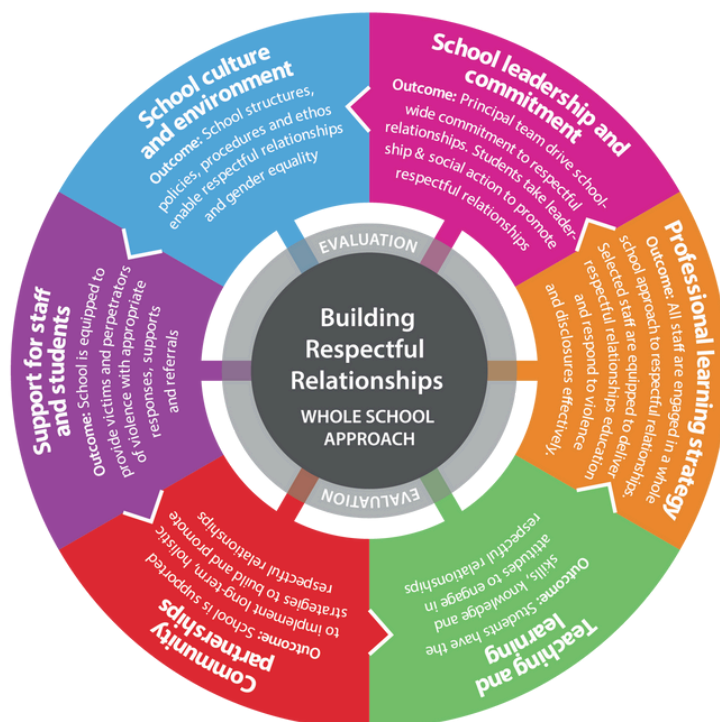 School leadership and
commitment
Outcome: Principal team drive school-
wide commitment to respectful
relationships. Students take leader-
ship & social action to promote
respectful relationships
Professional learning strategy
Outcome: All staff are engaged in a whole
school approach to respectful relationships.
Selected staff are equipped to deliver
respectful relationships education
and respond to violence
and disclosures effectively.
Teaching and
learning
Outcome: Students have the
skills, knowledge and
attitudes to engage in
respectful relationships
Community
partnerships
Outcome: School is supported
to implement long-term, holistic
strategies to build and promote
respectful relationships
Support for staff
and students
Outcome: School is equipped to
provide victims and perpetrators
of violence with appropriate
responses, supports
and referrals
School culture
and environment
Outcome: School structures,
policies, procedures and ethos
enable respectful relationships
and gender equality
EVALUATION
Building
Respectful
Relationships
WHOLE SCHOOL
APPROACH
EVALUATION